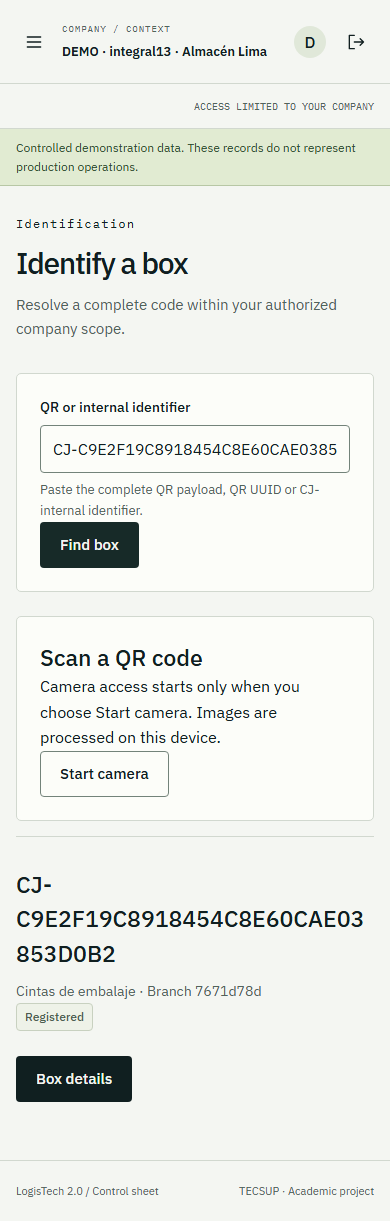 COMPANY / CONTEXT
DEMO · integral13 · Almacén Lima
D
ACCESS LIMITED TO YOUR COMPANY
Controlled demonstration data. These records do not represent
production operations.
Identification
Identify a box
Resolve a complete code within your authorized
company scope.
QR or internal identifier
CJ-C9E2F19C8918454C8E60CAE0385
Paste the complete QR payload, QR UUID or CJ-
internal identifier.
Find box
Scan a QR code
Camera access starts only when you
choose Start camera. Images are
processed on this device.
Start camera
CJ-
C9E2F19C8918454C8E60CAE03
853D0B2
Cintas de embalaje · Branch 7671d78d
Registered
Box details
LogisTech 2.0 / Control sheet
TECSUP · Academic project